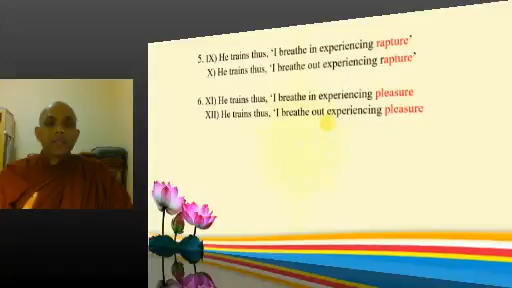 5. IX) He trains thus, 'I breathe in experiencing rapture'
X) He trains thus, 'I breathe out experiencing rapture'
6. XI) He trains thus, 'I breathe in experiencing pleasure
XII) He trains thus, 'I breathe out experiencing pleasure